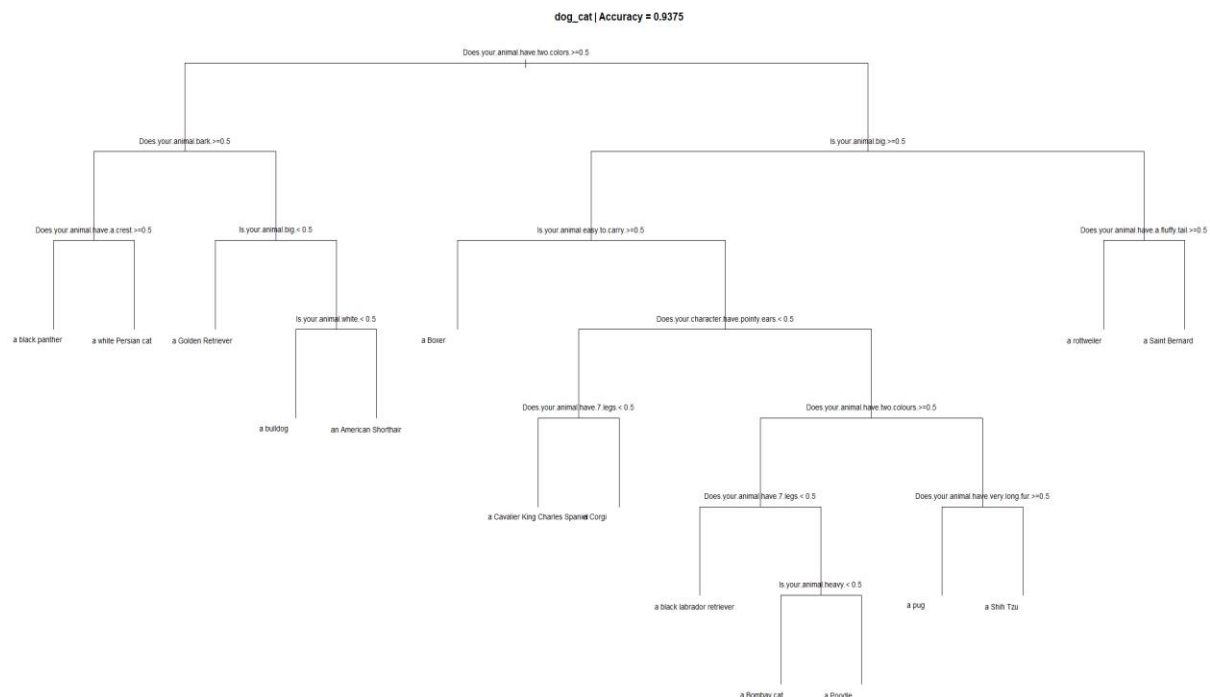 dog_cat | Accuracy = 0.9375
Does.your.animal.have.two.colors.>=0.5
Does.your.animal.bark.>=0.5
Is.your.animal.big.>=0.5
Does.your.animal.have.a.crest.>=0.5
Is.your.animal.big.< 0.5
Is.your.animal.easy.to.carry.>=0.5
Does.your.animal.have.a.fluffy.tail.>=0.5
a black panther
a white Persian cat
a Golden Retriever
Is.your.animal.white.< 0.5
a Boxer
Does.your.character.have.pointy.ears.< 0.5
a rottweiler
a Saint Bernard
a bulldog
an American Shorthair
Does.your.animal.have.7.legs.< 0.5
Does.your.animal.have.two.colours.>=0.5
a Cavalier King Charles Spaniel
a Corgi
Does.your.animal.have.7.legs.< 0.5
Does.your.animal.have.very.long.fur.>=0.5
a black labrador retriever
Is.your.animal.heavy.< 0.5
a pug
a Shih Tzu
a Bombay cat
a Poodle